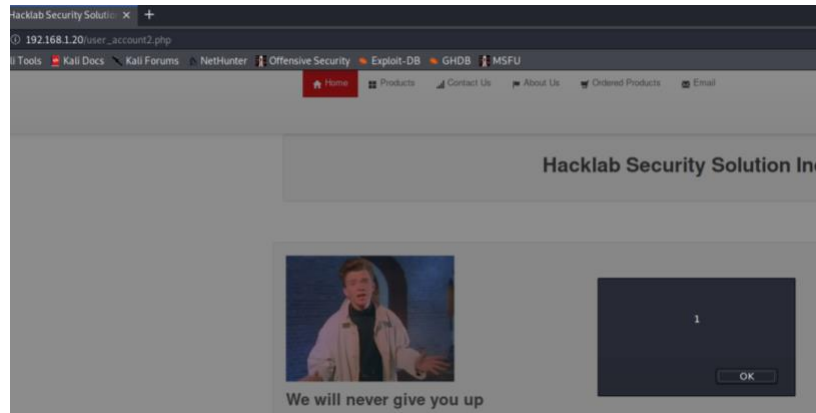 Hacklab Security Solutio
192.168.1.20/user_account2.php
li Tools Kali Docs Kali Forums NetHunter Offensive Security Exploit-DB GHDB MSFU
Home Products Contact Us About Us Ordered Products Email
Hacklab Security Solution In
1
OK
We will never give you up